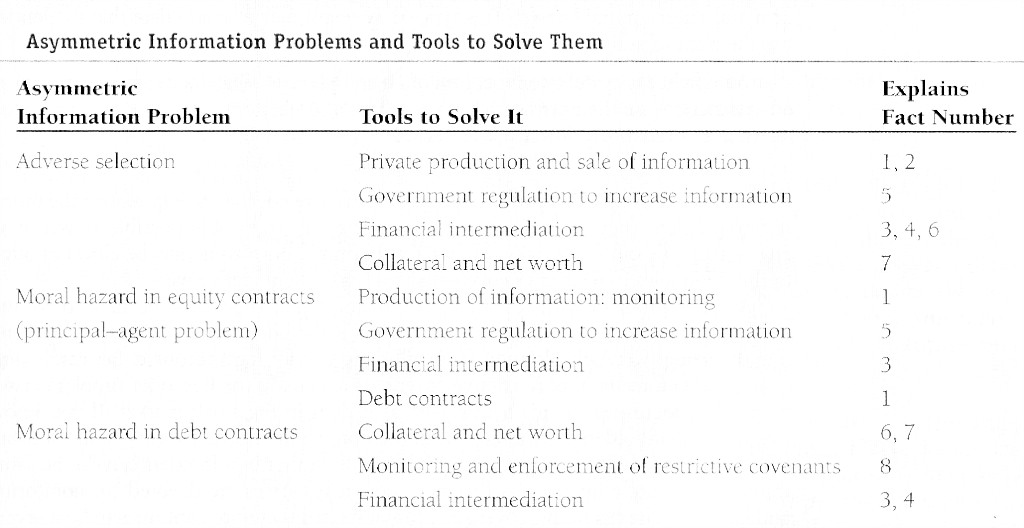 Asymmetric Information Problems and Tools to Solve Them
Asymmetric Explains
Information Problem Tools to Solve It Fact Number
Adverse selection Private production and sale of information 1, 2
Government regulation to increase information 5
Financial intermediation 3, 4, 6
Collateral and net worth 7
Moral hazard in equity contracts Production of information: monitoring 1
(principal–agent problem) Government regulation to increase information 5
Financial intermediation 3
Debt contracts 1
Moral hazard in debt contracts Collateral and net worth 6, 7
Monitoring and enforcement of restrictive covenants 8
Financial intermediation 3, 4